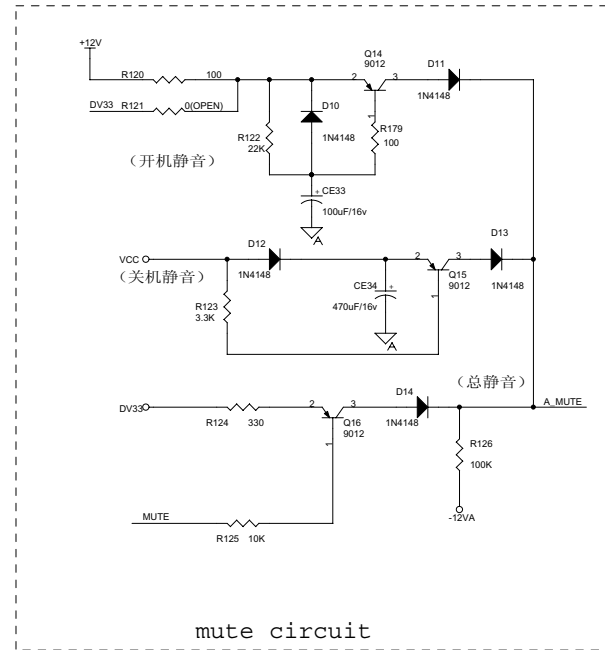 +12V
Q14
9012
D11
R120 100
2 3
1N4148
DV33 R121 0(OPEN)
D10
1
R122
22K
1N4148
R179
100
（开机静音）
+ CE33
100uF/16v
A
D13
VCC
D12
2 3
（关机静音）
1N4148
Q15
9012
1N4148
R123
3.3K
CE34
+
470uF/16v
1
A
（总静音）
D14
DV33
2 3
A_MUTE
R124 330
Q16
9012
1N4148
1
R126
100K
MUTE
-12VA
R125 10K
mute circuit